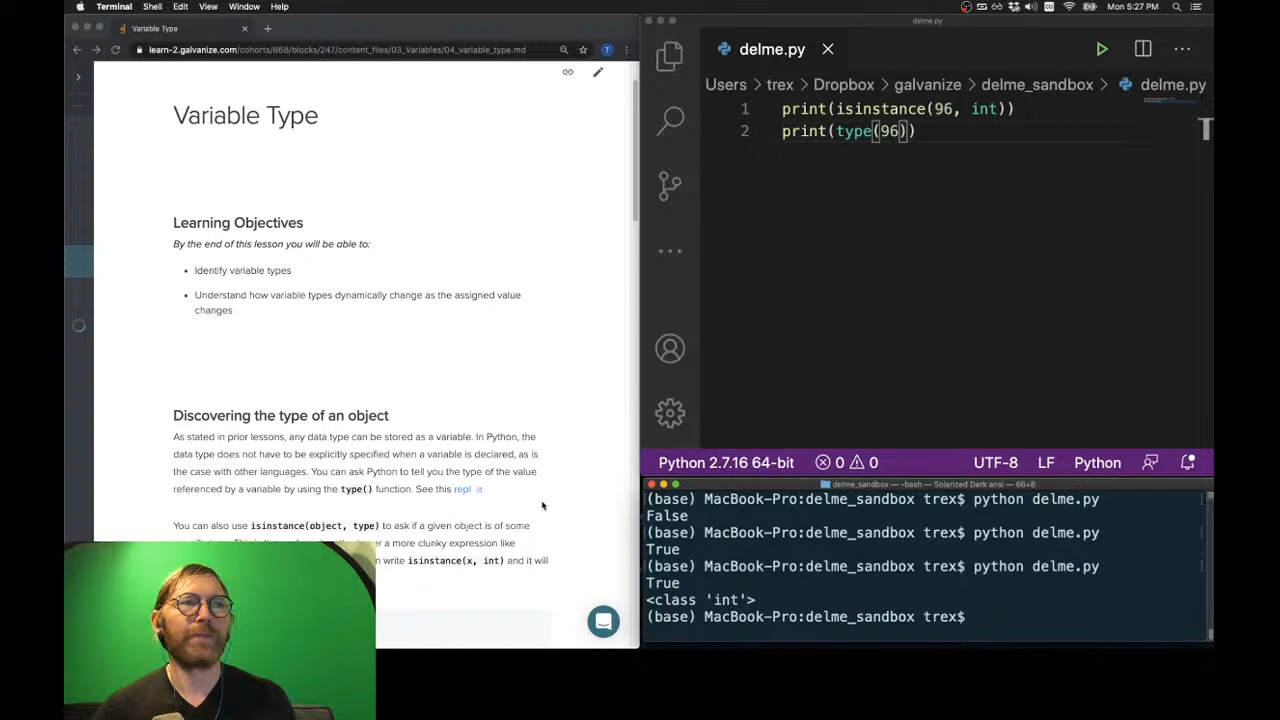 Terminal Shell Edit View Window Help
Mon 5:27 PM
Variable Type
learn-2.galvanize.com/cohorts/868/blocks/247/content_files/03_Variables/04_variable_type.md
T
Variable Type
Learning Objectives
By the end of this lesson you will be able to:
• Identify variable types
• Understand how variable types dynamically change as the assigned value
changes
Discovering the type of an object
As stated in prior lessons, any data type can be stored as a variable. In Python, the
data type does not have to be explicitly specified when a variable is declared, as is
the case with other languages. You can ask Python to tell you the type of the value
referenced by a variable by using the type() function. See this repl
You can also use isinstance(object, type) to ask if a given object is of some
a more clunky expression like
write isinstance(x, int) and it will
delme.py
delme.py
Users > trex > Dropbox > galvanize > delme_sandbox > delme.py
1 print(isinstance(96, int))
2 print(type(96))
T
Python 2.7.16 64-bit 0 0 UTF-8 LF Python
delme_sandbox — -bash — Solarized Dark ansi — 66×8
(base) MacBook-Pro:delme_sandbox trex$ python delme.py
False
(base) MacBook-Pro:delme_sandbox trex$ python delme.py
True
(base) MacBook-Pro:delme_sandbox trex$ python delme.py
True
<class 'int'>
(base) MacBook-Pro:delme_sandbox trex$